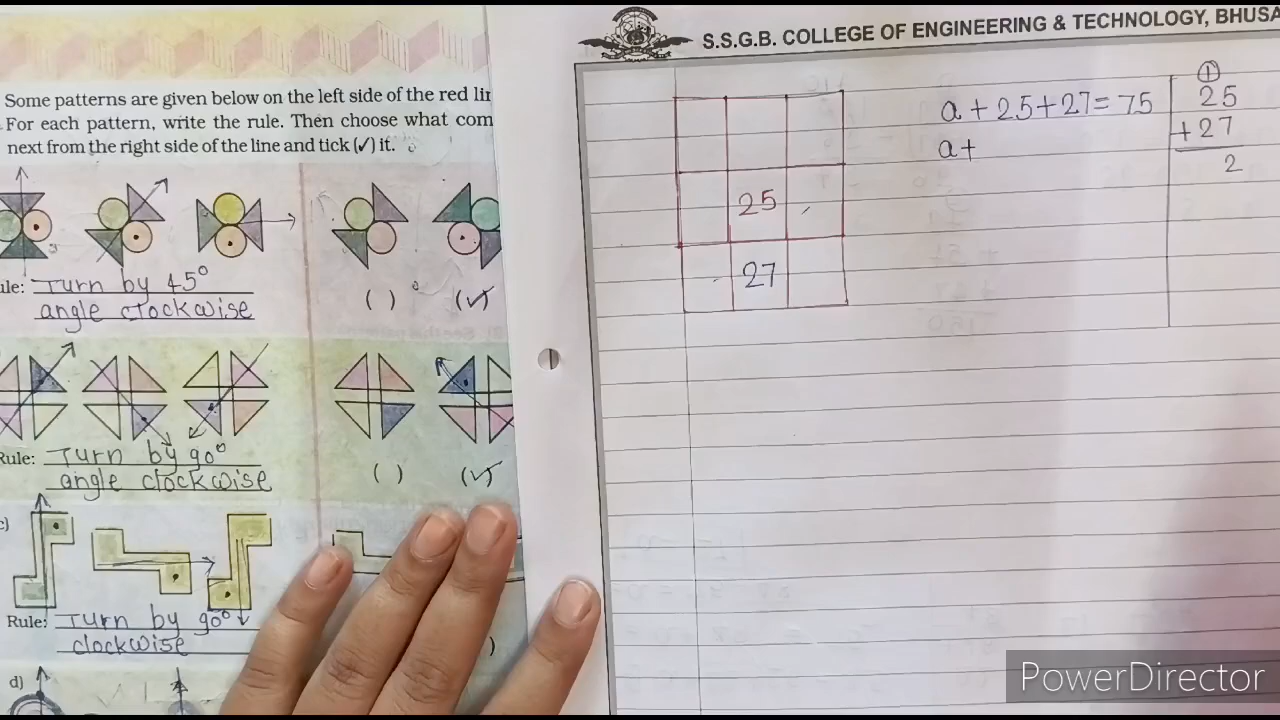 Some patterns are given below on the left side of the red lin
For each pattern, write the rule. Then choose what com
next from the right side of the line and tick (✓) it.
ule: Turn by 45°
angle clockwise
( ) (✓)
Rule: Turn by 90°
angle clockwise
( ) (✓)
c)
Rule: Turn by 90°
clockwise
)
d)
S.S.G.B. COLLEGE OF ENGINEERING & TECHNOLOGY, BHUSA
25
27
a + 25 + 27 = 75
a +
1
25
+ 27
2
PowerDirector